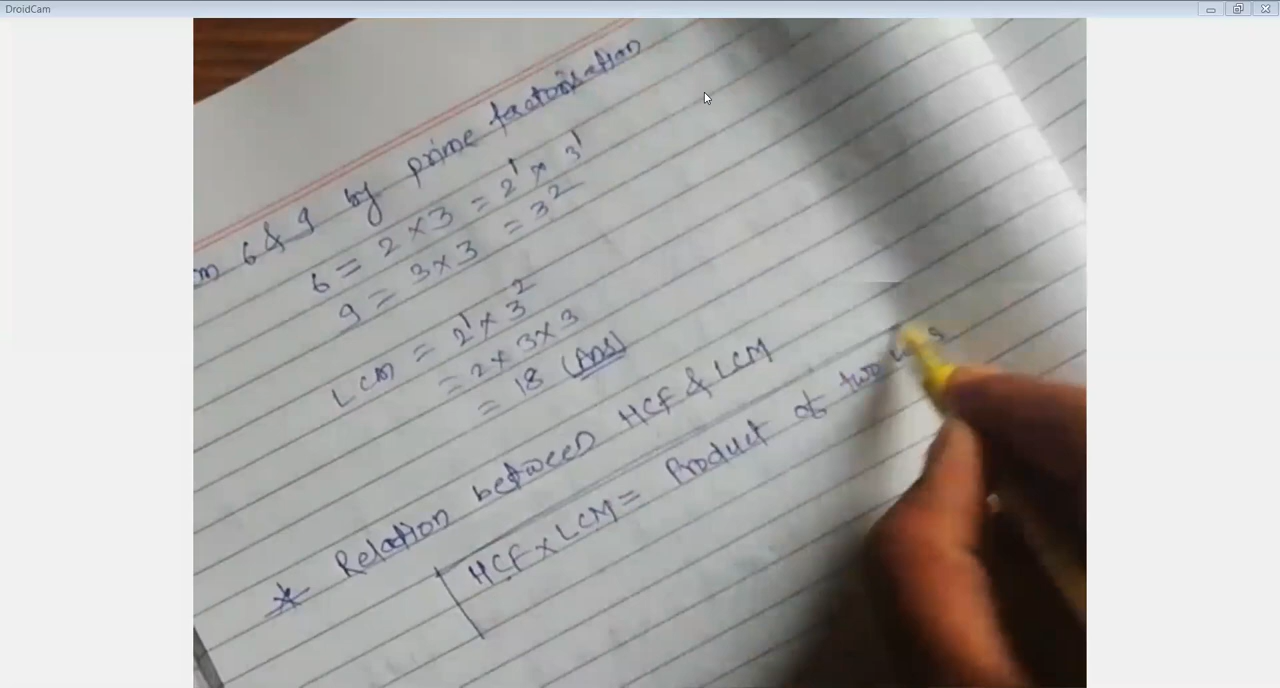 DroidCam
m 6 & 9 by prime factorisation
6 = 2 × 3 = 2¹ × 3¹
9 = 3 × 3 = 3²
LCM = 2¹ × 3²
= 2 × 3 × 3
= 18 (Ans)
* Relation between HCF & LCM
HCF × LCM = Product of two